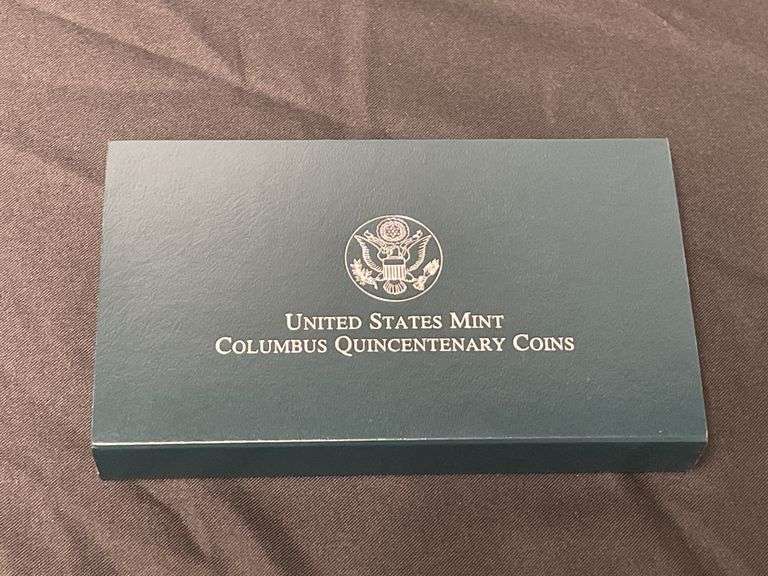 United States Mint
Columbus Quincentenary Coins